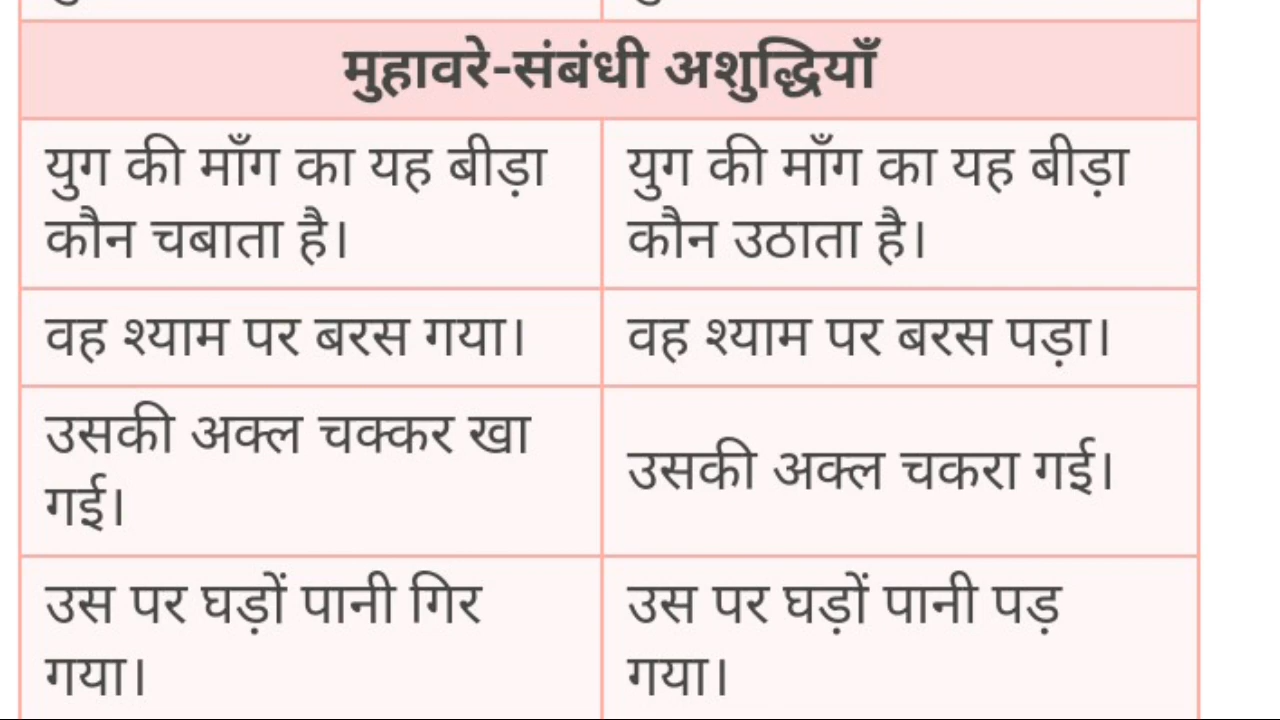 मुहावरे-संबंधी अशुद्धियाँ
युग की माँग का यह बीड़ा
कौन चबाता है।
युग की माँग का यह बीड़ा
कौन उठाता है।
वह श्याम पर बरस गया।
वह श्याम पर बरस पड़ा।
उसकी अक्ल चक्कर खा
गई।
उसकी अक्ल चकरा गई।
उस पर घड़ों पानी गिर
गया।
उस पर घड़ों पानी पड़
गया।